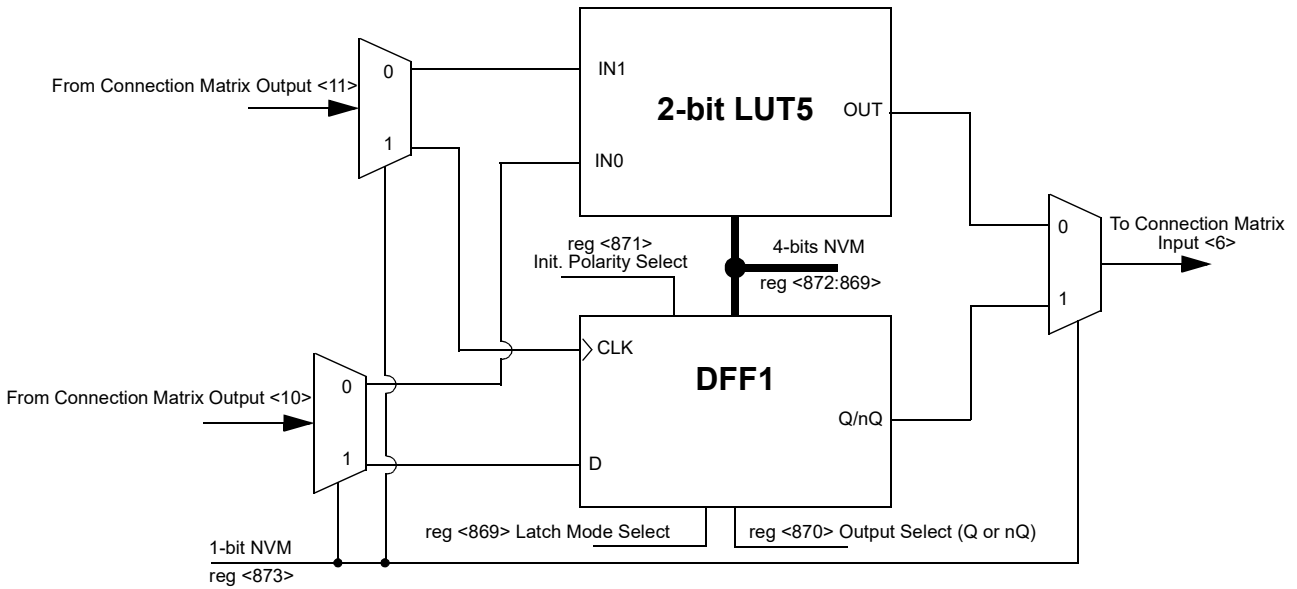 From Connection Matrix Output <11>
0
1
IN1
IN0
2-bit LUT5
OUT
reg <871>
Init. Polarity Select
4-bits NVM
reg <872:869>
0
1
To Connection Matrix
Input <6>
From Connection Matrix Output <10>
0
1
CLK
D
DFF1
Q/nQ
reg <869> Latch Mode Select
reg <870> Output Select (Q or nQ)
1-bit NVM
reg <873>